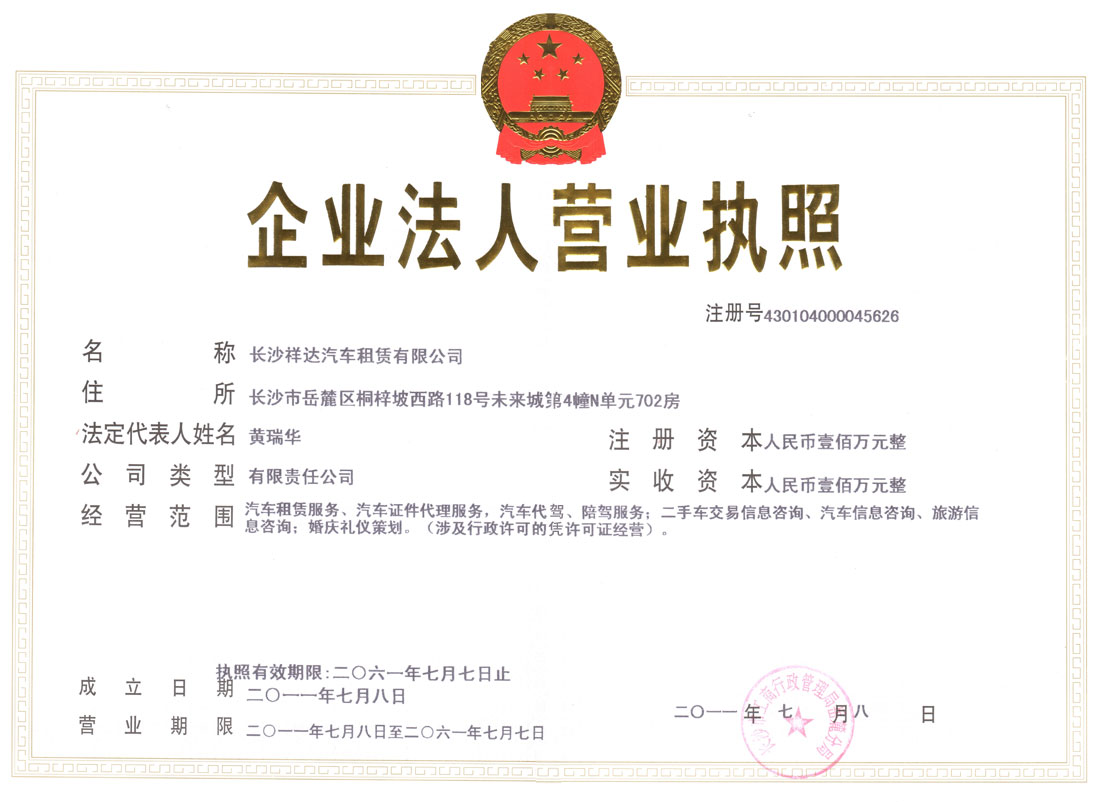 企业法人营业执照
注册号430104000045626
名称 长沙祥达汽车租赁有限公司
住所 长沙市岳麓区桐梓坡西路118号未来城第4幢N单元702房
法定代表人姓名 黄瑞华
注册资本 人民币壹佰万元整
公司类型 有限责任公司
实收资本 人民币壹佰万元整
经营范围 汽车租赁服务、汽车证件代理服务，汽车代驾、陪驾服务；二手车交易信息咨询、汽车信息咨询、旅游信
息咨询；婚庆礼仪策划。（涉及行政许可的凭许可证经营）。
执照有效期限:二〇六一年七月七日止
成立日期 二〇一一年七月八日
营业期限 二〇一一年七月八日至二〇六一年七月七日
二〇一一年七月八日